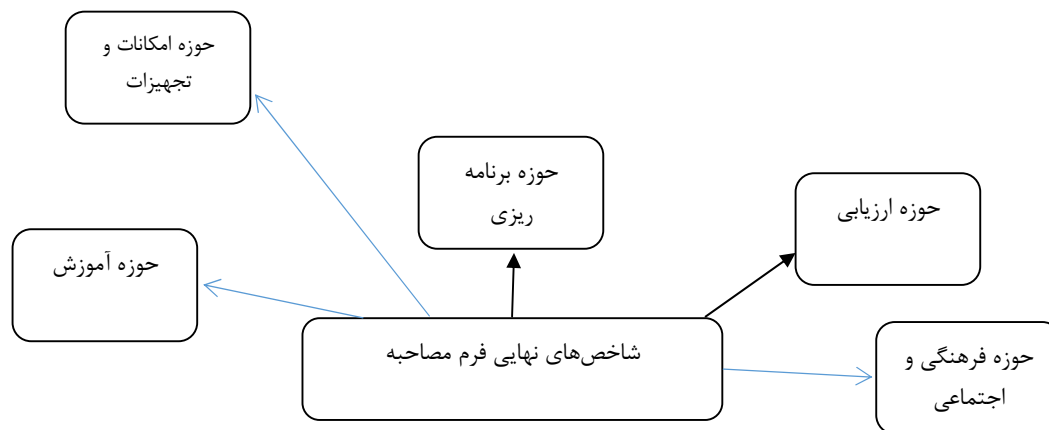 حوزه امکانات و
تجهیزات
حوزه برنامه
ریزی
حوزه ارزیابی
حوزه آموزش
شاخص‌های نهایی فرم مصاحبه
حوزه فرهنگی و
اجتماعی